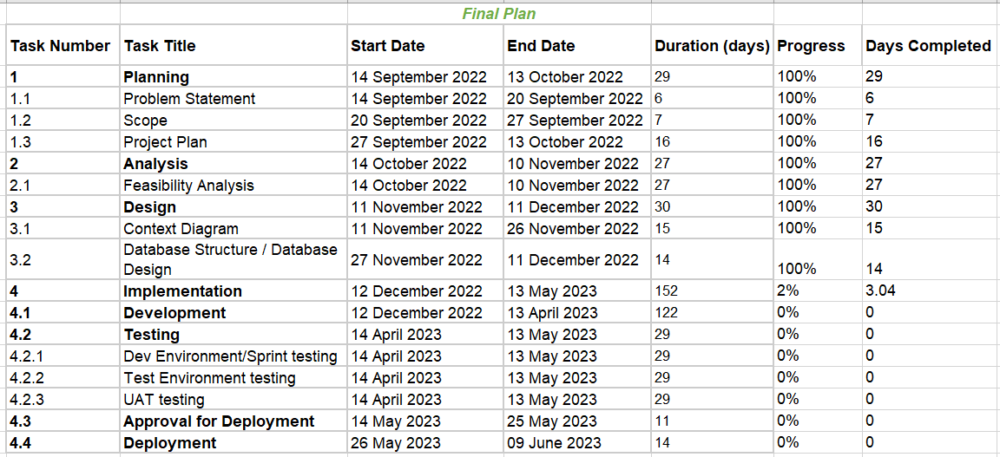 Final Plan
Task Number Task Title Start Date End Date Duration (days) Progress Days Completed
1 Planning 14 September 2022 13 October 2022 29 100% 29
1.1 Problem Statement 14 September 2022 20 September 2022 6 100% 6
1.2 Scope 20 September 2022 27 September 2022 7 100% 7
1.3 Project Plan 27 September 2022 13 October 2022 16 100% 16
2 Analysis 14 October 2022 10 November 2022 27 100% 27
2.1 Feasibility Analysis 14 October 2022 10 November 2022 27 100% 27
3 Design 11 November 2022 11 December 2022 30 100% 30
3.1 Context Diagram 11 November 2022 26 November 2022 15 100% 15
3.2 Database Structure / Database
Design 27 November 2022 11 December 2022 14 100% 14
4 Implementation 12 December 2022 13 May 2023 152 2% 3.04
4.1 Development 12 December 2022 13 April 2023 122 0% 0
4.2 Testing 14 April 2023 13 May 2023 29 0% 0
4.2.1 Dev Environment/Sprint testing 14 April 2023 13 May 2023 29 0% 0
4.2.2 Test Environment testing 14 April 2023 13 May 2023 29 0% 0
4.2.3 UAT testing 14 April 2023 13 May 2023 29 0% 0
4.3 Approval for Deployment 14 May 2023 25 May 2023 11 0% 0
4.4 Deployment 26 May 2023 09 June 2023 14 0% 0